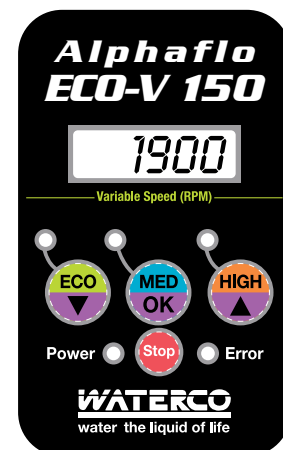 Alphaflo
ECO-V 150
1900
Variable Speed (RPM)
ECO MED HIGH
OK
Power Stop Error
WATERCO
water the liquid of life